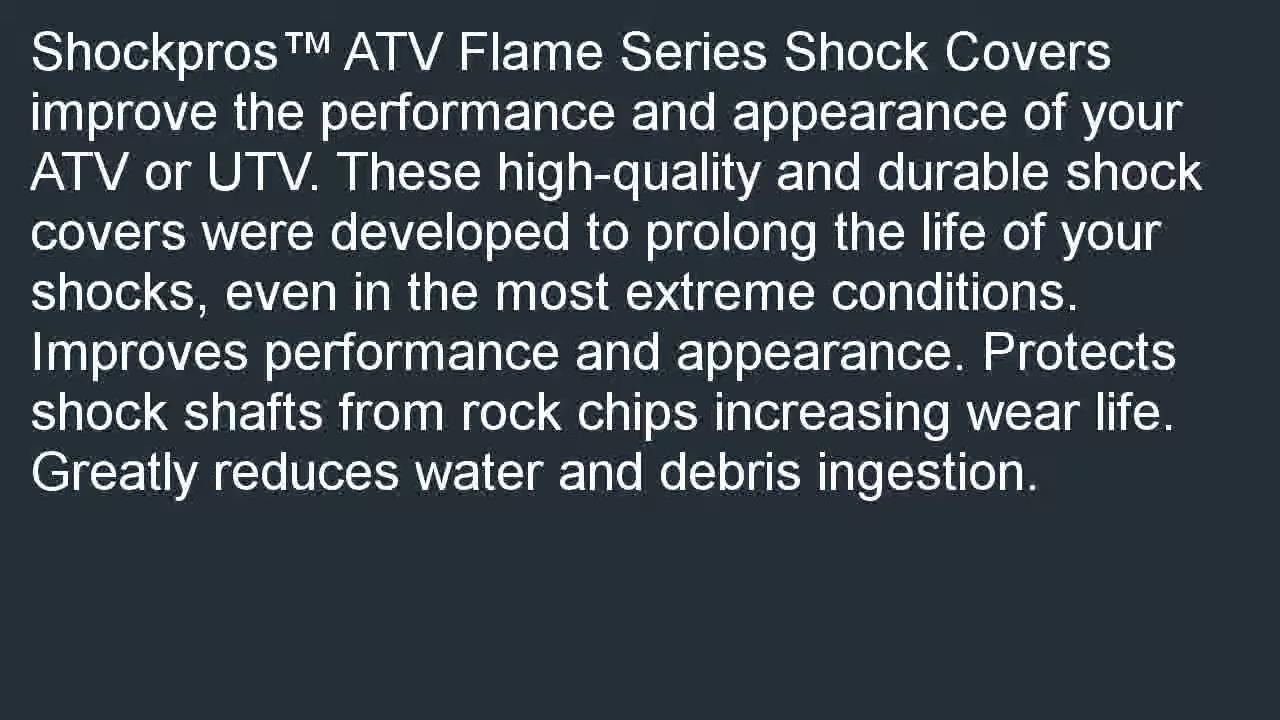 Shockpros™ ATV Flame Series Shock Covers
improve the performance and appearance of your
ATV or UTV. These high-quality and durable shock
covers were developed to prolong the life of your
shocks, even in the most extreme conditions.
Improves performance and appearance. Protects
shock shafts from rock chips increasing wear life.
Greatly reduces water and debris ingestion.